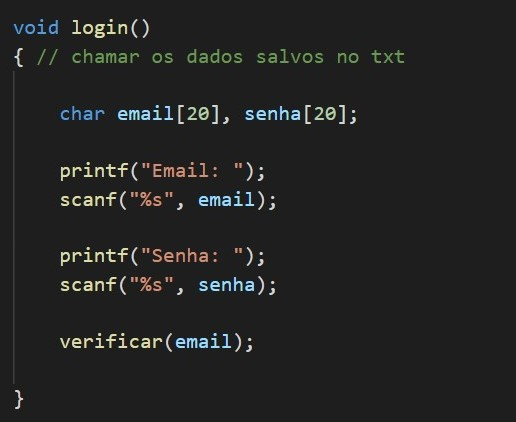 void login()
{ // chamar os dados salvos no txt
char email[20], senha[20];
printf("Email: ");
scanf("%s", email);
printf("Senha: ");
scanf("%s", senha);
verificar(email);
}